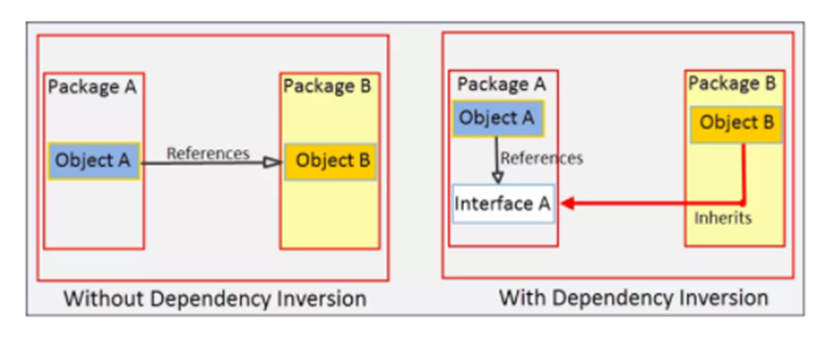 Package A
Package B
Object A
References
Object B
Without Dependency Inversion
Package A
Package B
Object A
Object B
References
Interface A
Inherits
With Dependency Inversion